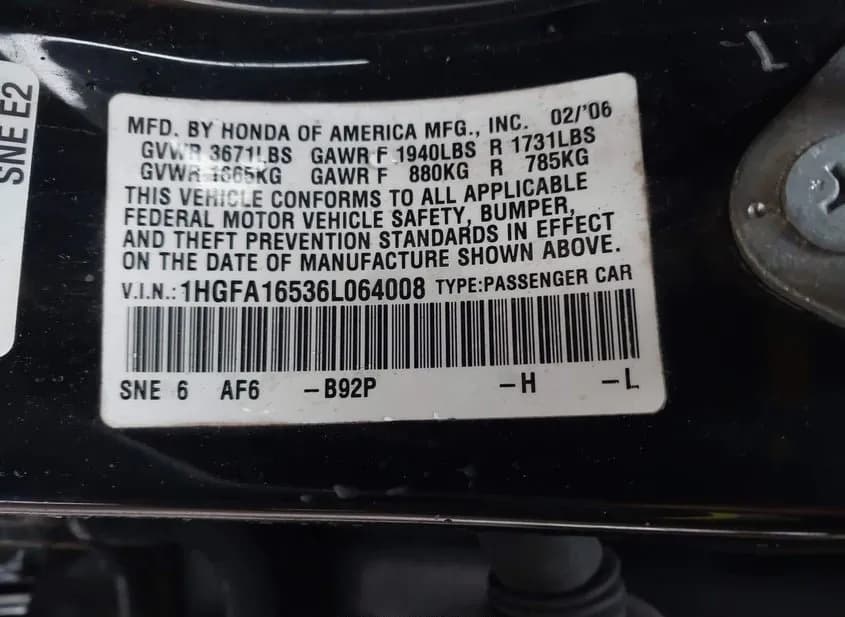 SNE E2
L
MFD. BY HONDA OF AMERICA MFG., INC. 02/'06
GVWR 3671LBS GAWR F 1940LBS R 1731LBS
GVWR 1665KG GAWR F 880KG R 785KG
THIS VEHICLE CONFORMS TO ALL APPLICABLE
FEDERAL MOTOR VEHICLE SAFETY, BUMPER,
AND THEFT PREVENTION STANDARDS IN EFFECT
ON THE DATE OF MANUFACTURE SHOWN ABOVE.
V.I.N.: 1HGFA16536L064008 TYPE:PASSENGER CAR
SNE 6 AF6 –B92P –H –L